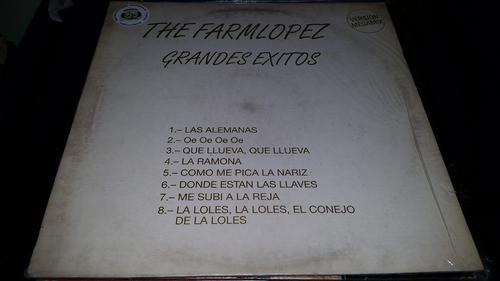 THE FARMLOPEZ
VERSION
MEGAMIX
GRANDES EXITOS
1.– LAS ALEMANAS
2.– Oe Oe Oe Oe
3.– QUE LLUEVA, QUE LLUEVA
4.– LA RAMONA
5.– COMO ME PICA LA NARIZ
6.– DONDE ESTAN LAS LLAVES
7.– ME SUBI A LA REJA
8.– LA LOLES, LA LOLES, EL CONEJO
DE LA LOLES